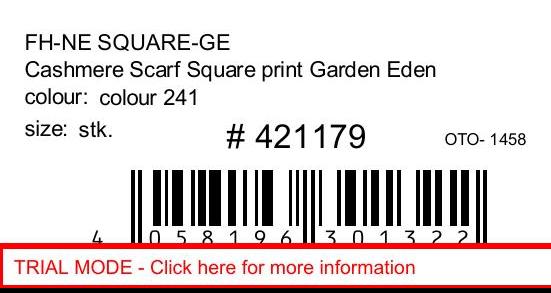 FH-NE SQUARE-GE
Cashmere Scarf Square print Garden Eden
colour: colour 241
size: stk.
# 421179
OTO- 1458
4 058196 301322
TRIAL MODE - Click here for more information